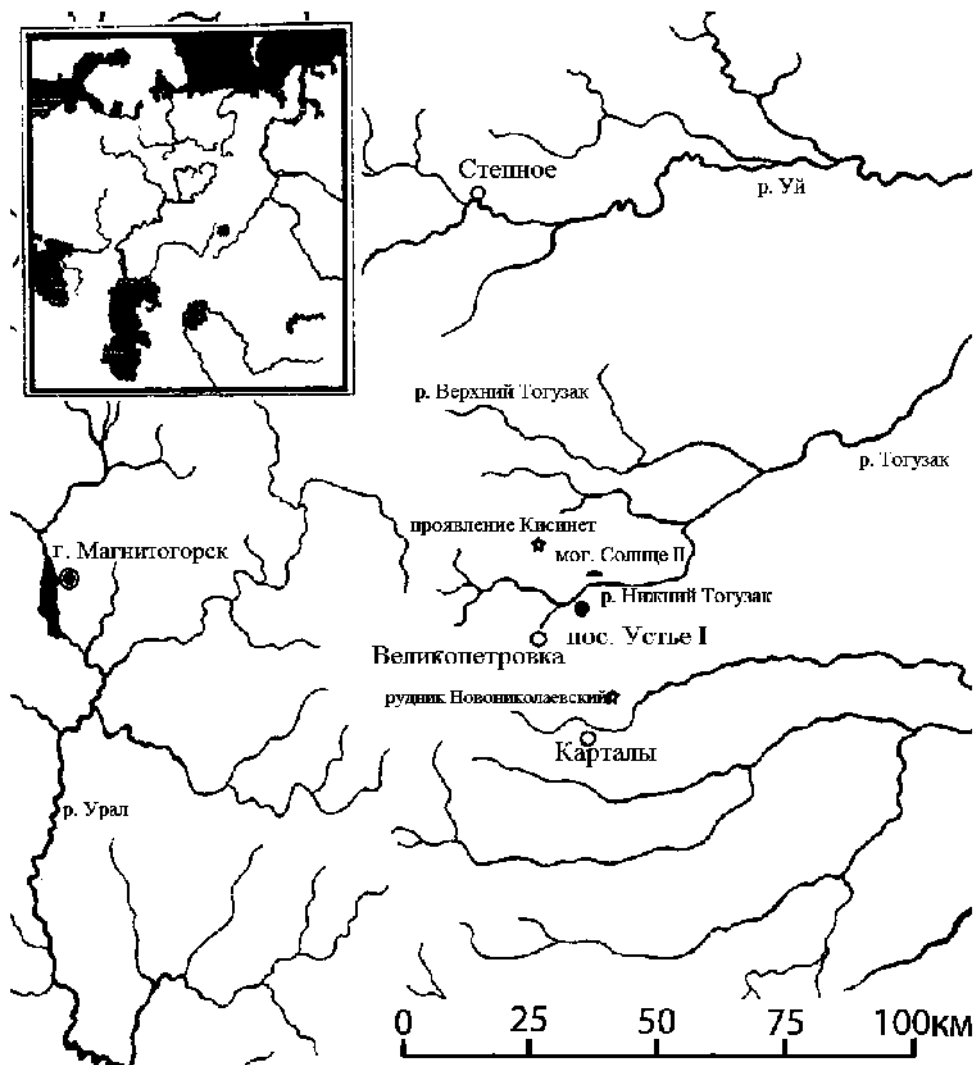 Степное
р. Уй
р. Верхний Тогузак
р. Тогузак
проявление Кисинет
г. Магнитогорск
мог. Солнце II
р. Нижний Тогузак
пос. Устье I
Великопетровка
рудник Новониколаевский
Карталы
р. Урал
0 25 50 75 100км